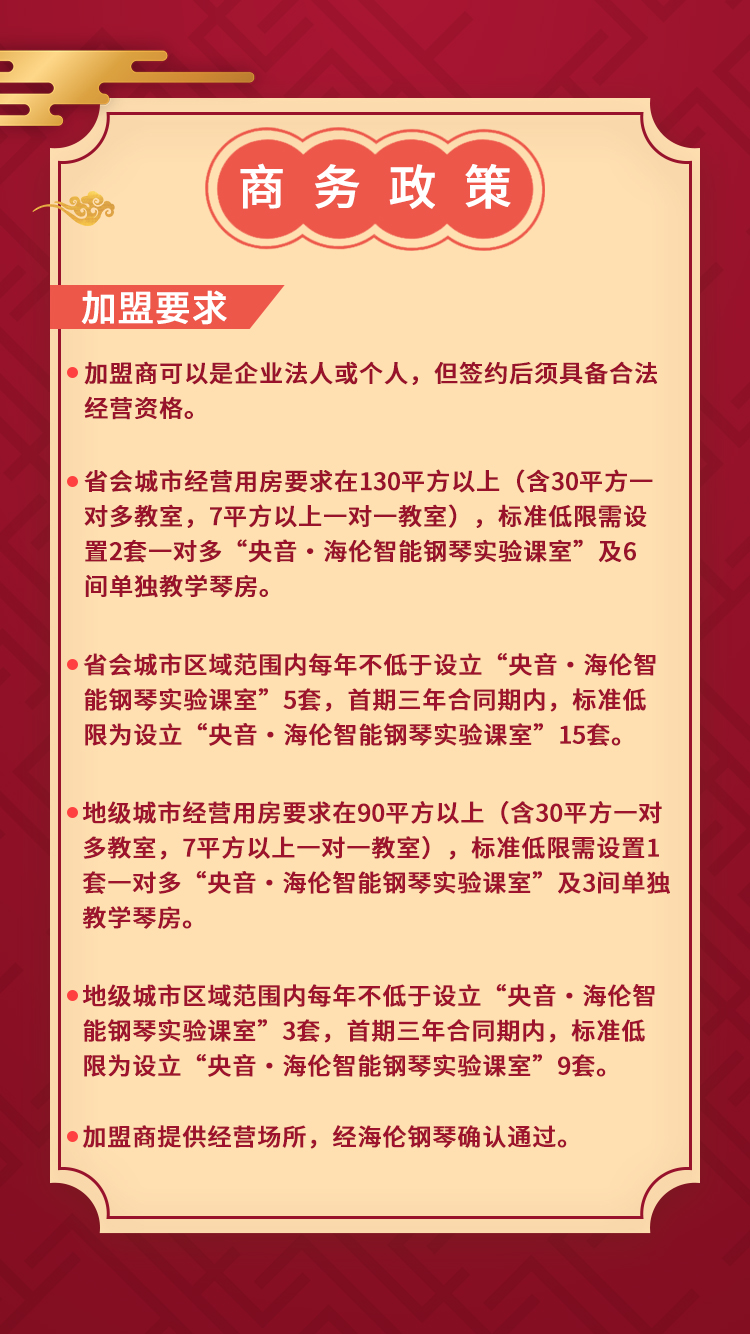 商务政策
加盟要求
加盟商可以是企业法人或个人，但签约后须具备合法
经营资格。
省会城市经营用房要求在130平方以上（含30平方一
对多教室，7平方以上一对一教室），标准低限需设
置2套一对多“央音·海伦智能钢琴实验课室”及6
间单独教学琴房。
省会城市区域范围内每年不低于设立“央音·海伦智
能钢琴实验课室”5套，首期三年合同期内，标准低
限为设立“央音·海伦智能钢琴实验课室”15套。
地级城市经营用房要求在90平方以上（含30平方一对
多教室，7平方以上一对一教室），标准低限需设置1
套一对多“央音·海伦智能钢琴实验课室”及3间单独
教学琴房。
地级城市区域范围内每年不低于设立“央音·海伦智
能钢琴实验课室”3套，首期三年合同期内，标准低
限为设立“央音·海伦智能钢琴实验课室”9套。
加盟商提供经营场所，经海伦钢琴确认通过。